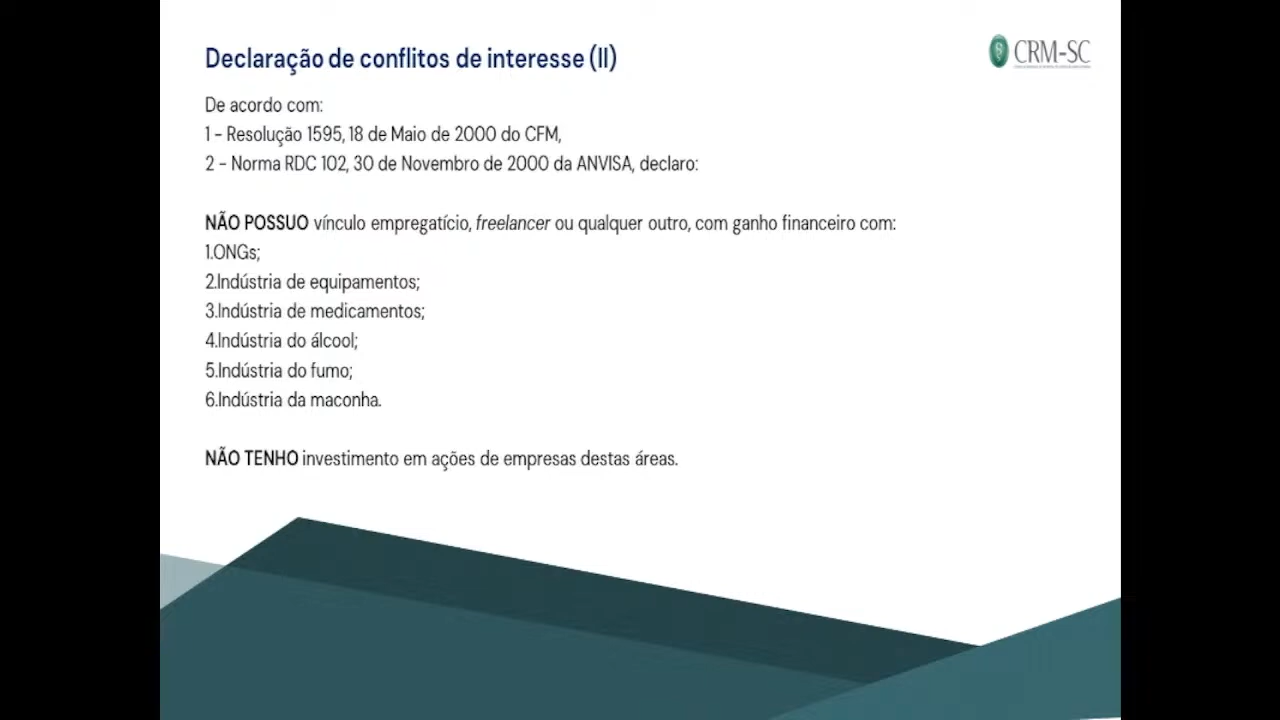 Declaração de conflitos de interesse (II)
CRM-SC
De acordo com:
1 - Resolução 1595, 18 de Maio de 2000 do CFM,
2 - Norma RDC 102, 30 de Novembro de 2000 da ANVISA, declaro:
NÃO POSSUO vínculo empregatício, freelancer ou qualquer outro, com ganho financeiro com:
1.ONGs;
2.Indústria de equipamentos;
3.Indústria de medicamentos;
4.Indústria do álcool;
5.Indústria do fumo;
6.Indústria da maconha.
NÃO TENHO investimento em ações de empresas destas áreas.